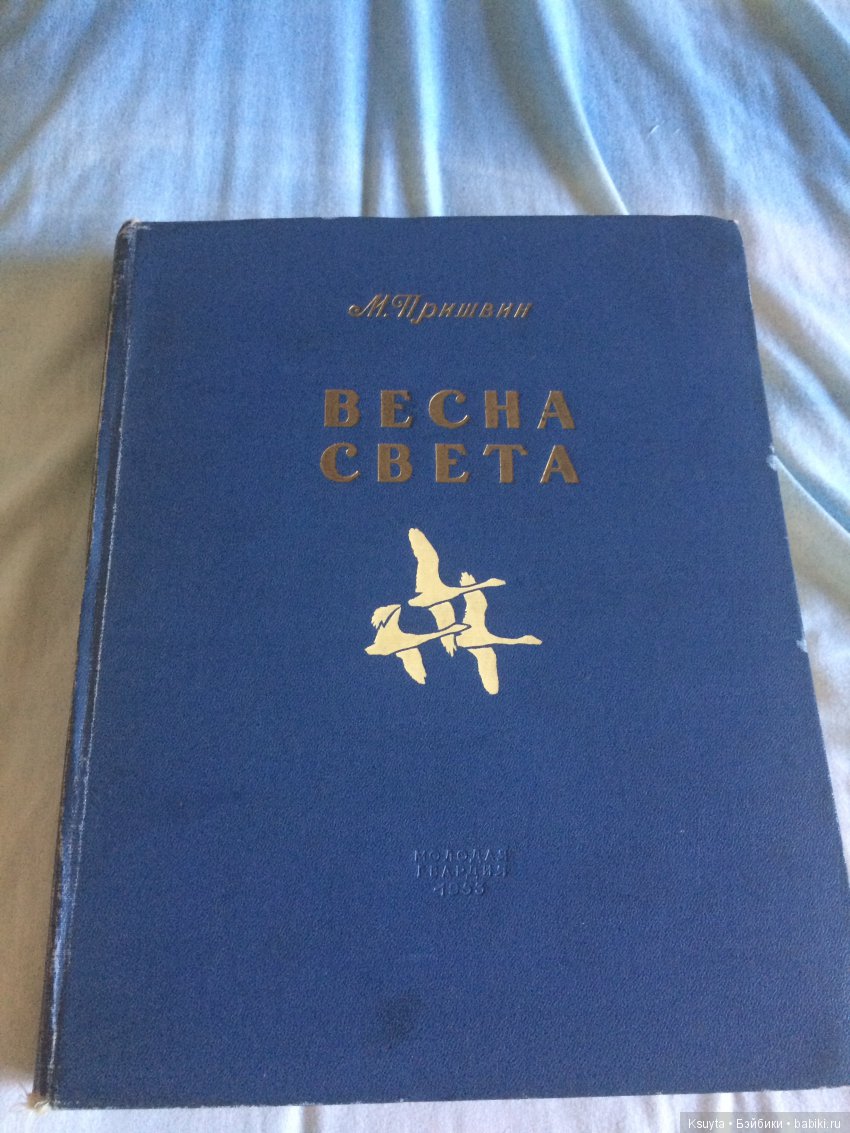 М. Пришвин
ВЕСНА
СВЕТА
МОЛОДАЯ
ГВАРДИЯ
Ksuyta • Бэйбики • babiki.ru